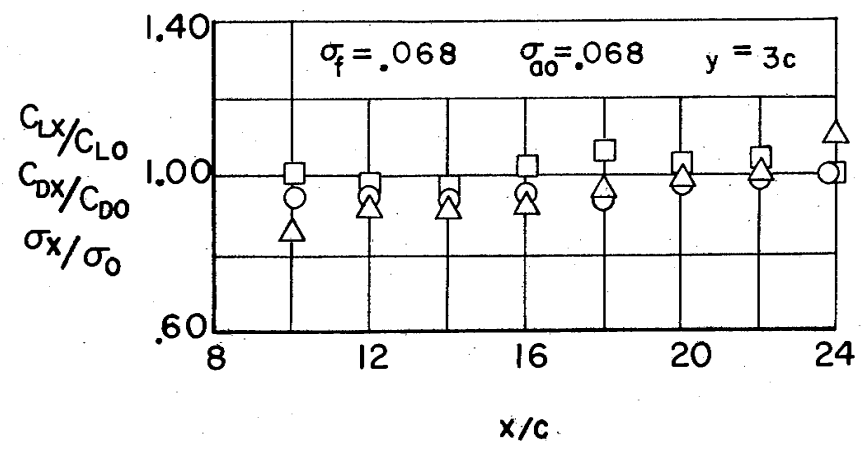 1.40
σf = .068 σao = .068 y = 3c
CLX/CLO
CDX/CDO 1.00
σX/σO
.60
8 12 16 20 24
x/c